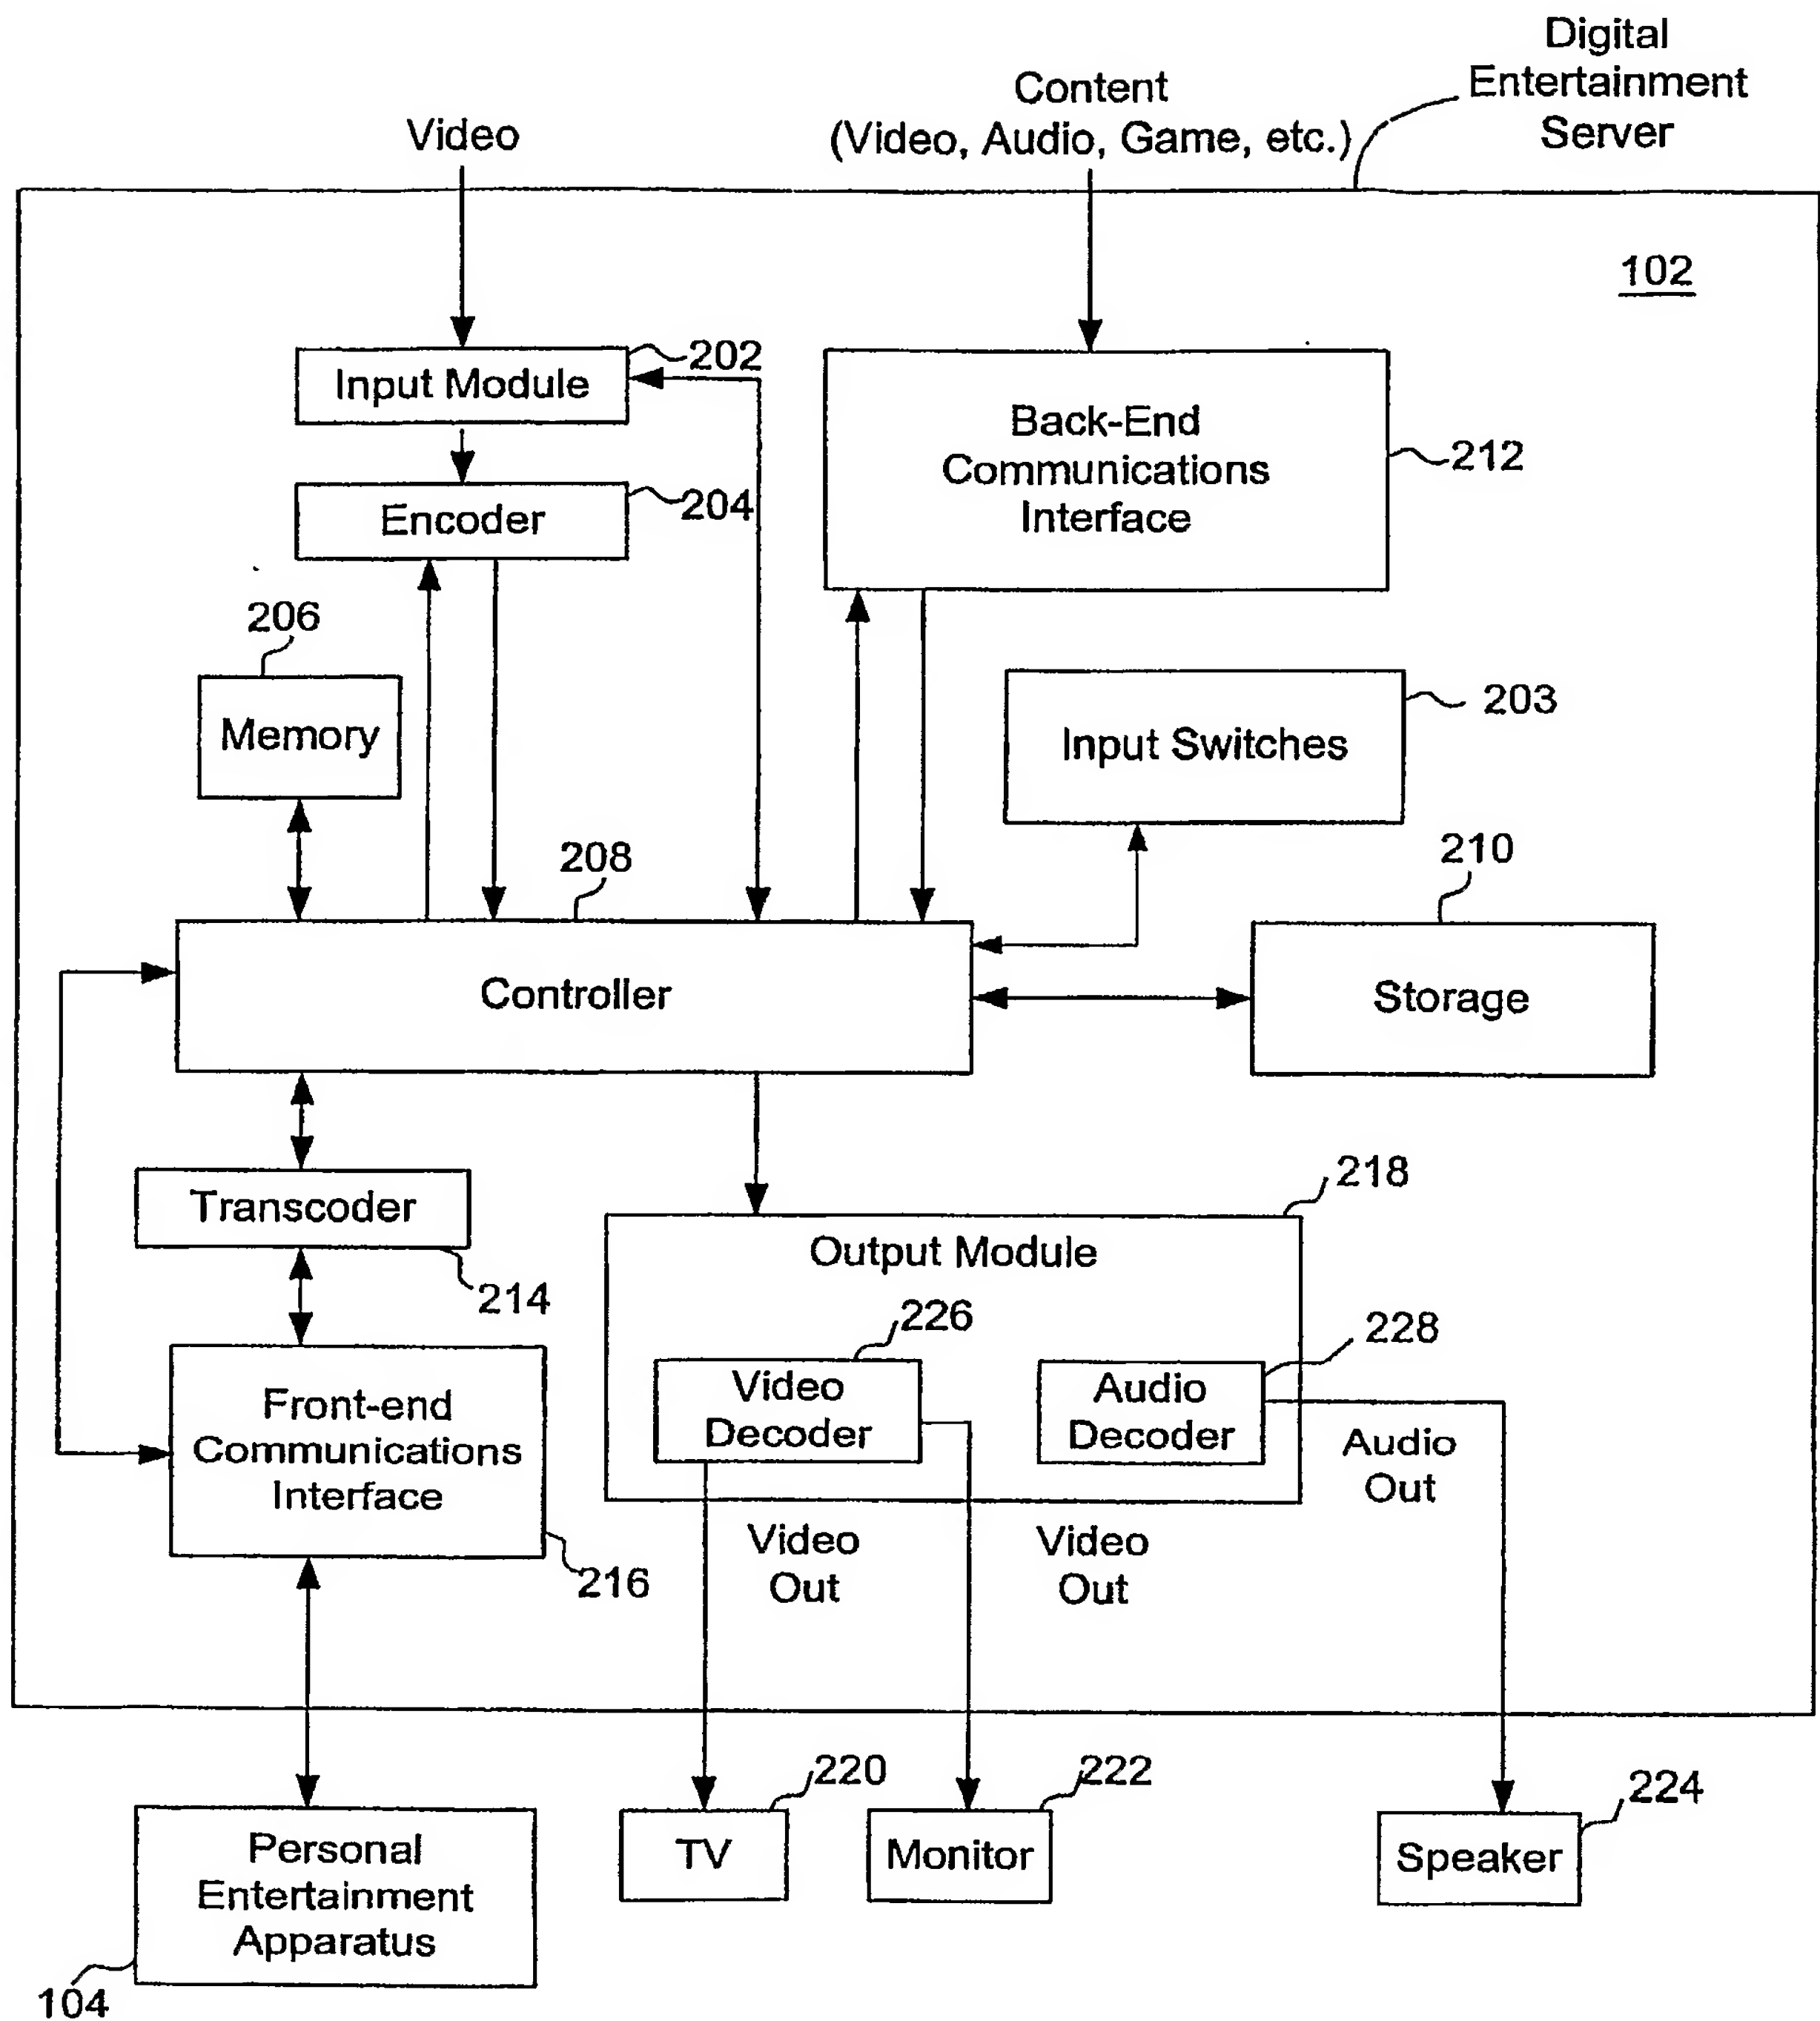 Digital
Entertainment
Server
Content
(Video, Audio, Game, etc.)
Video
102
202
Input Module
Back-End
Communications
Interface
212
204
Encoder
206
Memory
203
Input Switches
208
Controller
210
Storage
Transcoder
214
218
Output Module
226
Video
Decoder
228
Audio
Decoder
Front-end
Communications
Interface
216
Audio
Out
Video
Out
Video
Out
220
TV
222
Monitor
224
Speaker
Personal
Entertainment
Apparatus
104